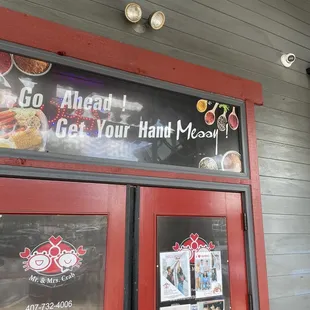 Go Ahead !
Get Your Hand Messy !
Mr. & Mrs. Crab
407-732-4006